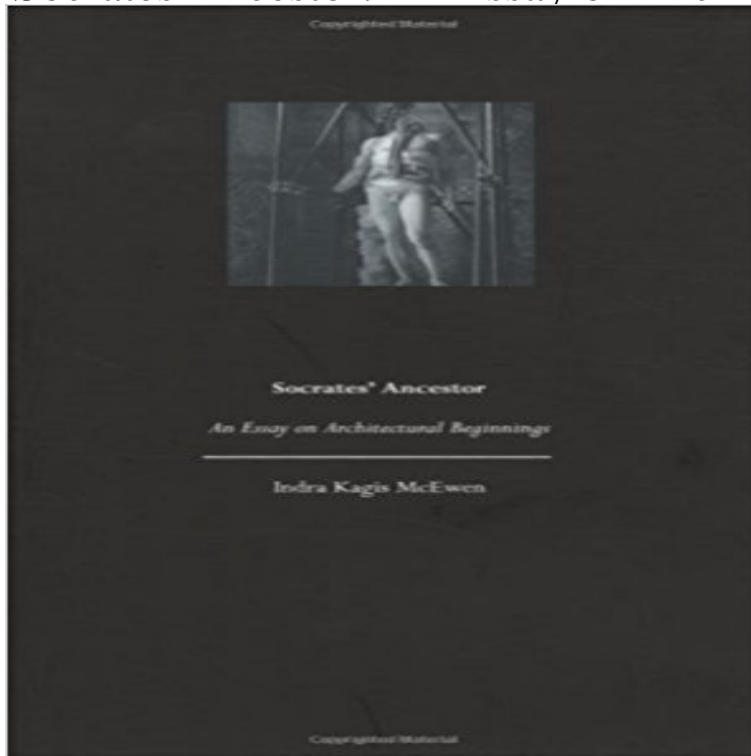 Copyrighted Material
Socrates' Ancestor
An Essay on Architectural Beginnings
Indra Kagis McEwen
Copyrighted Material